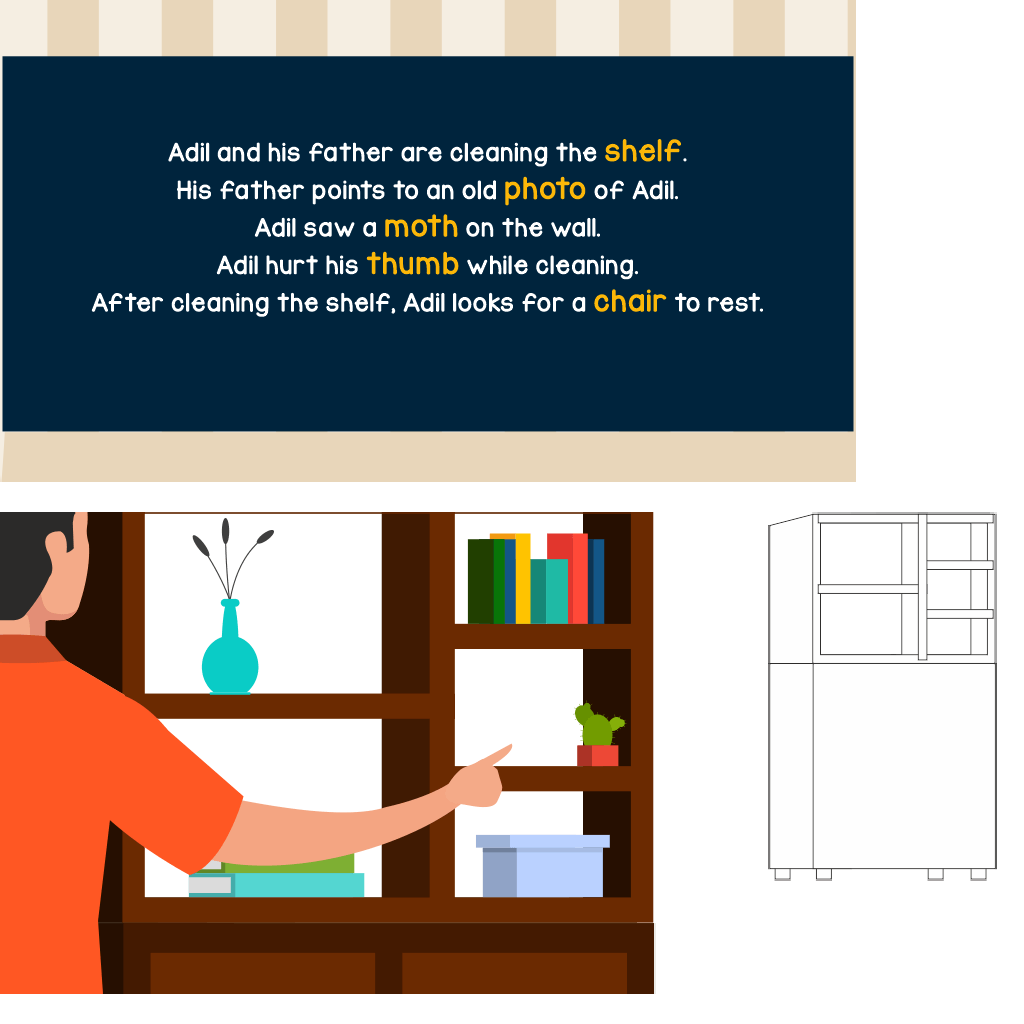 Adil and his father are cleaning the shelf.
His father points to an old photo of Adil.
Adil saw a moth on the wall.
Adil hurt his thumb while cleaning.
After cleaning the shelf, Adil looks for a chair to rest.